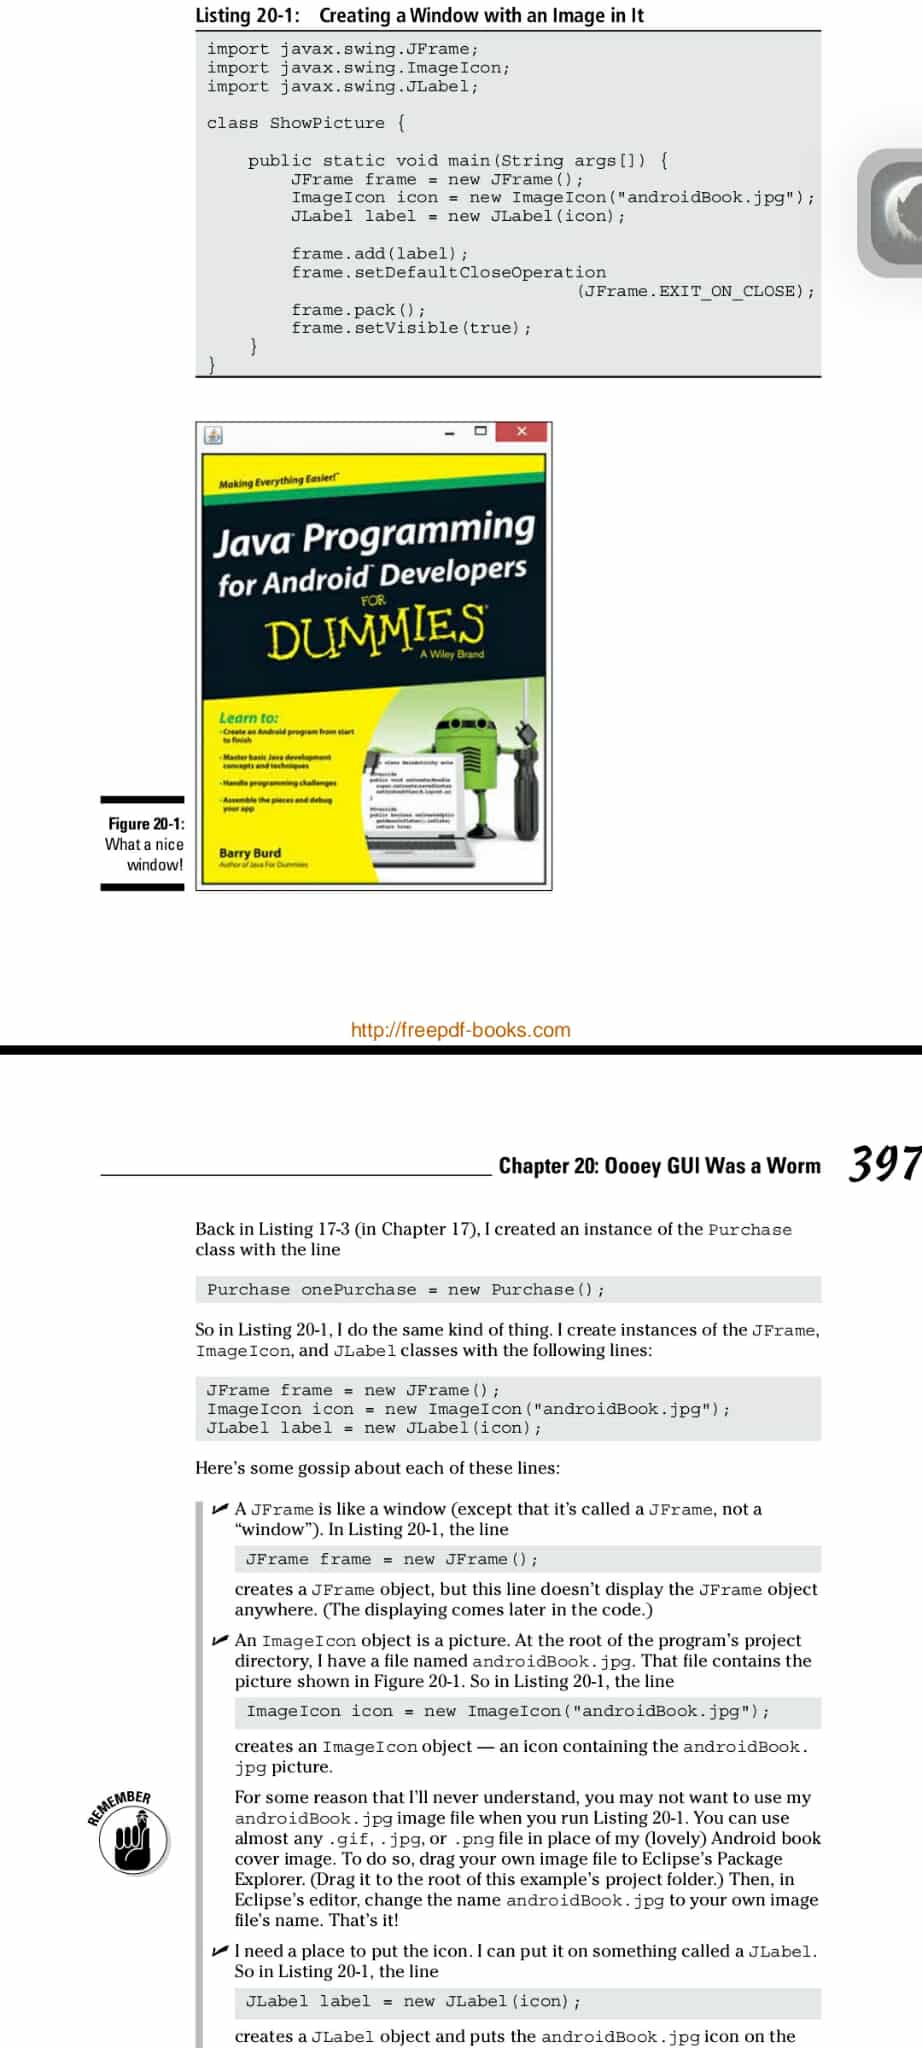 Listing 20-1: Creating a Window with an Image in It
import javax.swing.JFrame;
import javax.swing.ImageIcon;
import javax.swing.JLabel;
class ShowPicture {
public static void main(String args[]) {
JFrame frame = new JFrame();
ImageIcon icon = new ImageIcon("androidBook.jpg");
JLabel label = new JLabel(icon);
frame.add(label);
frame.setDefaultCloseOperation
(JFrame.EXIT_ON_CLOSE);
frame.pack();
frame.setVisible(true);
}
}
Making Everything Easier!™
Java Programming
for Android™ Developers
FOR
DUMMIES®
A Wiley Brand
Learn to:
• Create an Android program from start
to finish
• Master basic Java development
concepts and techniques
• Handle programming challenges
• Assemble the pieces and debug
your app
Barry Burd
Author of Java For Dummies
Figure 20-1:
What a nice
window!
http://freepdf-books.com
Chapter 20: Oooey GUI Was a Worm 397
Back in Listing 17-3 (in Chapter 17), I created an instance of the Purchase
class with the line
Purchase onePurchase = new Purchase();
So in Listing 20-1, I do the same kind of thing. I create instances of the JFrame,
ImageIcon, and JLabel classes with the following lines:
JFrame frame = new JFrame();
ImageIcon icon = new ImageIcon("androidBook.jpg");
JLabel label = new JLabel(icon);
Here's some gossip about each of these lines:
✓ A JFrame is like a window (except that it's called a JFrame, not a
“window”). In Listing 20-1, the line
JFrame frame = new JFrame();
creates a JFrame object, but this line doesn't display the JFrame object
anywhere. (The displaying comes later in the code.)
✓ An ImageIcon object is a picture. At the root of the program's project
directory, I have a file named androidBook.jpg. That file contains the
picture shown in Figure 20-1. So in Listing 20-1, the line
ImageIcon icon = new ImageIcon("androidBook.jpg");
creates an ImageIcon object — an icon containing the androidBook.
jpg picture.
REMEMBER
For some reason that I'll never understand, you may not want to use my
androidBook.jpg image file when you run Listing 20-1. You can use
almost any .gif, .jpg, or .png file in place of my (lovely) Android book
cover image. To do so, drag your own image file to Eclipse's Package
Explorer. (Drag it to the root of this example's project folder.) Then, in
Eclipse's editor, change the name androidBook.jpg to your own image
file's name. That's it!
✓ I need a place to put the icon. I can put it on something called a JLabel.
So in Listing 20-1, the line
JLabel label = new JLabel(icon);
creates a JLabel object and puts the androidBook.jpg icon on the